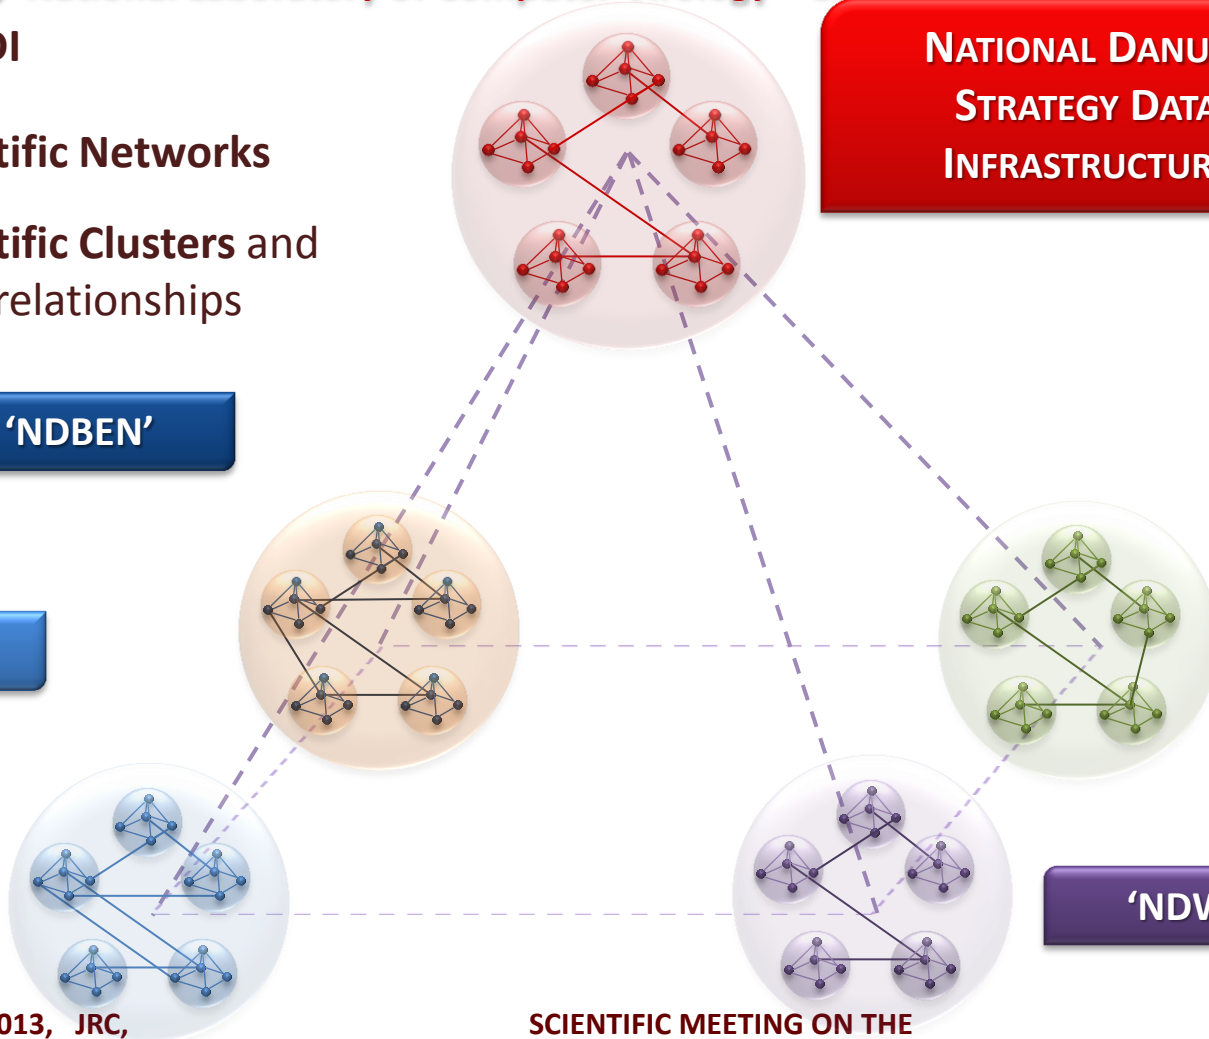 DI
NATIONAL DANU
STRATEGY DATA
INFRASTRUCTUR
tific Networks
tific Clusters and
relationships
‘NDBEN’
‘NDV
013, JRC,
SCIENTIFIC MEETING ON THE